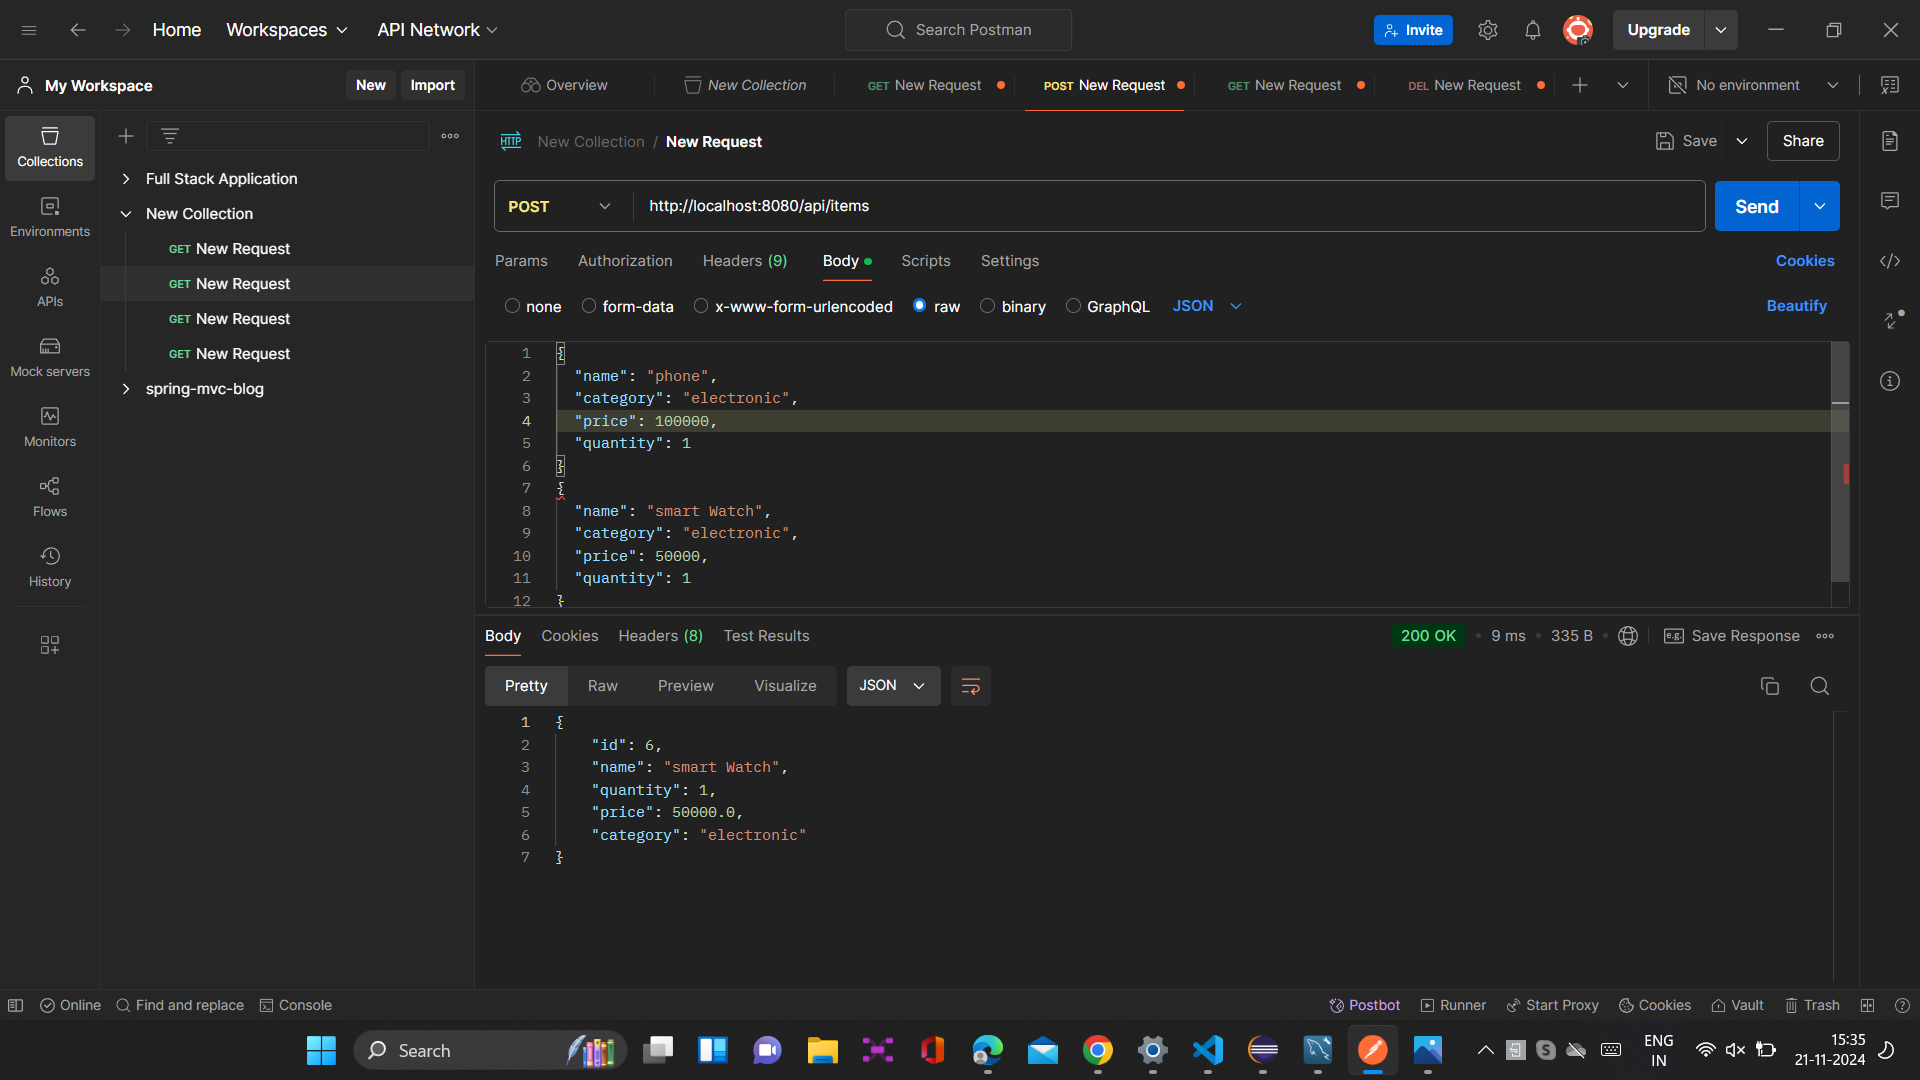 Home Workspaces API Network Search Postman Invite Upgrade
My Workspace New Import Overview New Collection GET New Request POST New Request GET New Request DEL New Request No environment
Collections
Environments
APIs
Mock servers
Monitors
Flows
History
Full Stack Application
New Collection
GET New Request
GET New Request
GET New Request
GET New Request
spring-mvc-blog
HTTP New Collection / New Request Save Share
POST http://localhost:8080/api/items Send
Params Authorization Headers (9) Body Scripts Settings Cookies
none form-data x-www-form-urlencoded raw binary GraphQL JSON Beautify
1 {
2 "name": "phone",
3 "category": "electronic",
4 "price": 100000,
5 "quantity": 1
6 }
7 {
8 "name": "smart Watch",
9 "category": "electronic",
10 "price": 50000,
11 "quantity": 1
12 }
Body Cookies Headers (8) Test Results 200 OK 9 ms 335 B e.g. Save Response
Pretty Raw Preview Visualize JSON
1 {
2 "id": 6,
3 "name": "smart Watch",
4 "quantity": 1,
5 "price": 50000.0,
6 "category": "electronic"
7 }
Online Find and replace Console Postbot Runner Start Proxy Cookies Vault Trash
Search ENG IN 15:35
21-11-2024